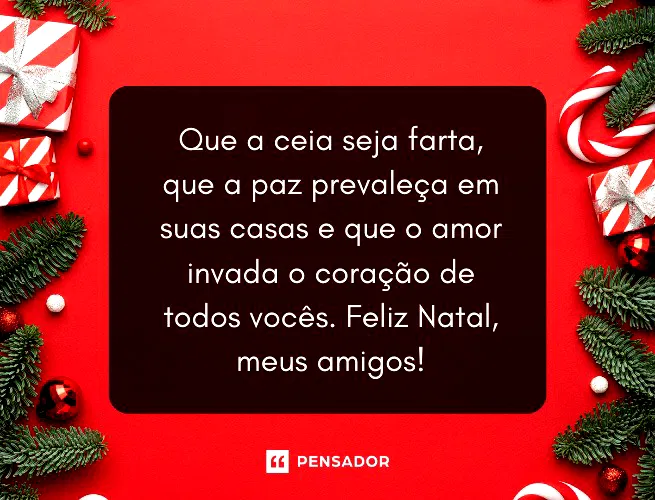 Que a ceia seja farta,
que a paz prevaleça em
suas casas e que o amor
invada o coração de
todos vocês. Feliz Natal,
meus amigos!
PENSADOR